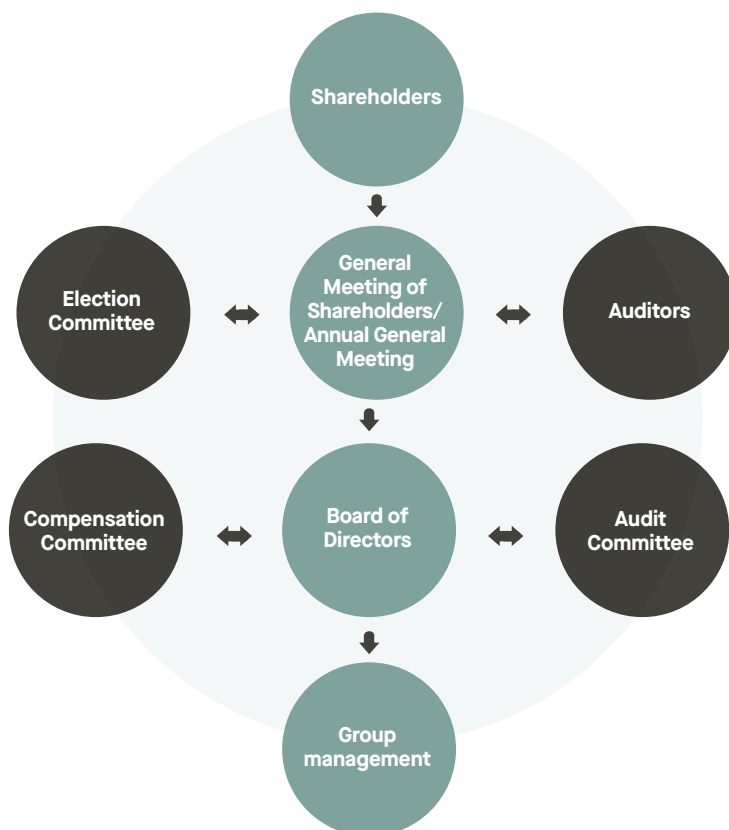 Shareholders
Election
Committee
General
Meeting of
Shareholders/
Annual General
Meeting
Auditors
Compensation
Committee
Board of
Directors
Audit
Committee
Group
management